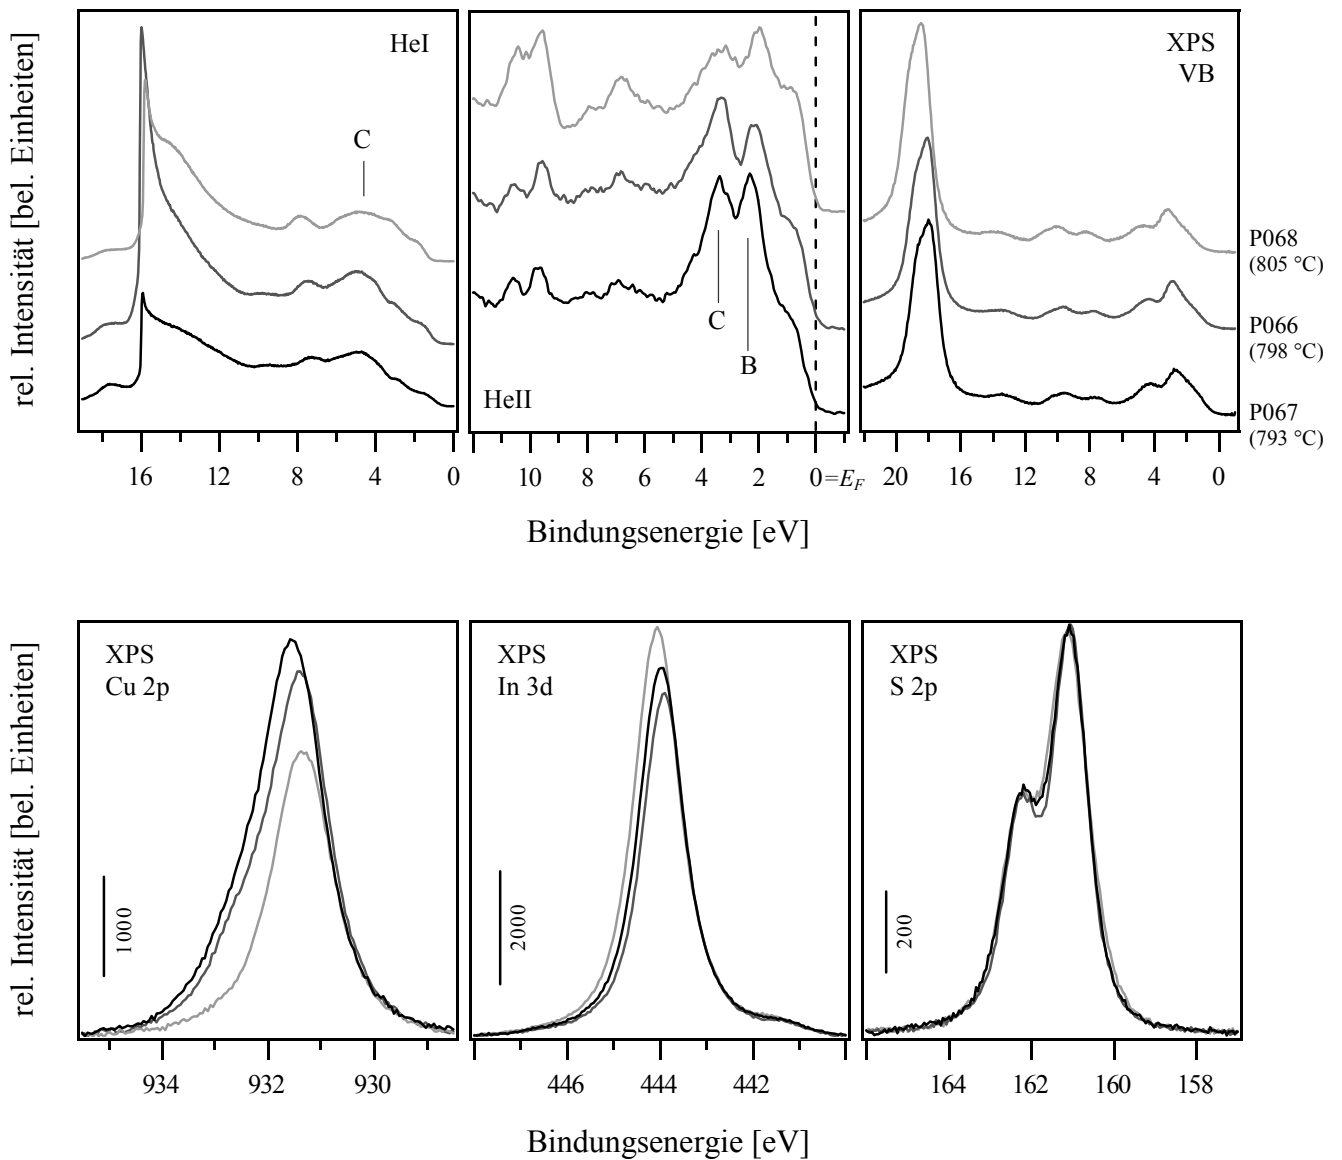 rel. Intensität [bel. Einheiten]
HeI
C
16 12 8 4 0
HeII
C
B
10 8 6 4 2 0=E_F
XPS
VB
20 16 12 8 4 0
P068
(805 °C)
P066
(798 °C)
P067
(793 °C)
Bindungsenergie [eV]
rel. Intensität [bel. Einheiten]
XPS
Cu 2p
1000
934 932 930
XPS
In 3d
2000
446 444 442
XPS
S 2p
200
164 162 160 158
Bindungsenergie [eV]